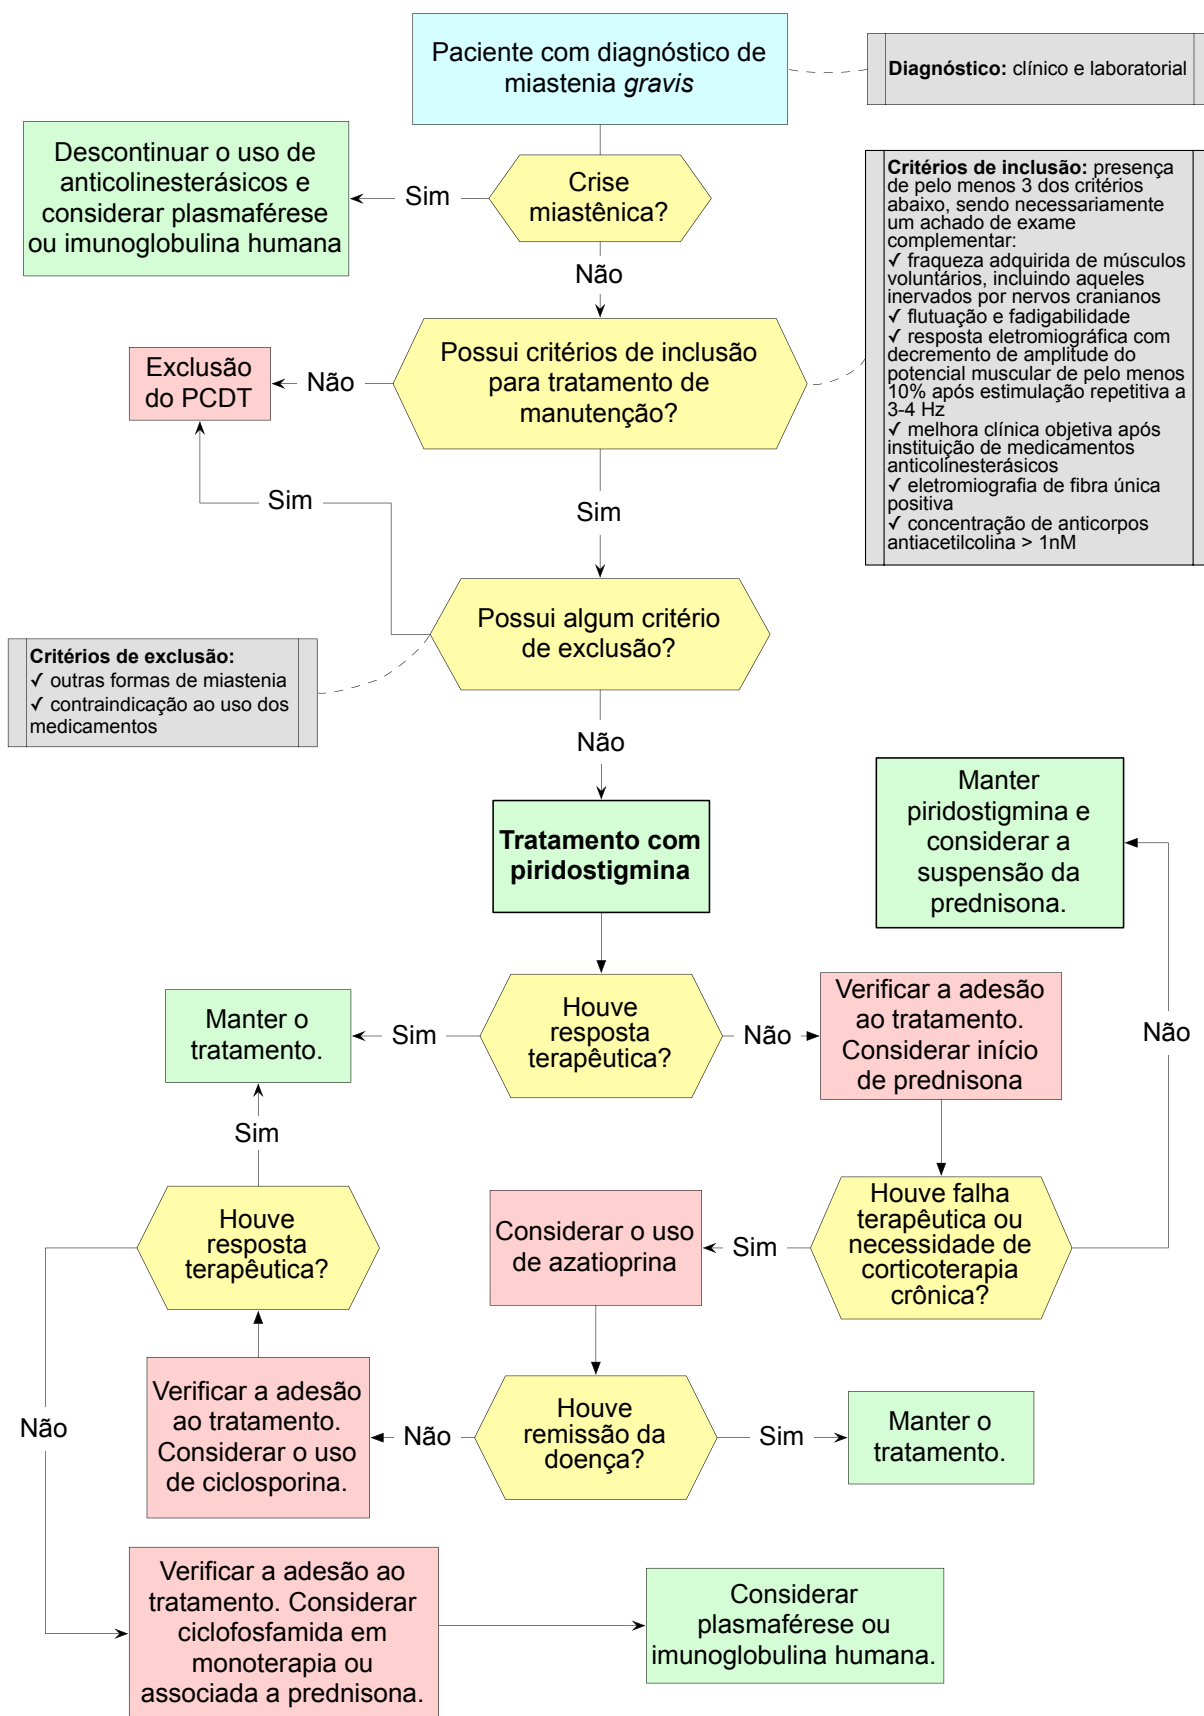 Paciente com diagnóstico de
miastenia gravis
Diagnóstico: clínico e laboratorial
Descontinuar o uso de
anticolinesterásicos e
considerar plasmaférese
ou imunoglobulina humana
Sim
Crise
miastênica?
Não
Critérios de inclusão: presença
de pelo menos 3 dos critérios
abaixo, sendo necessariamente
um achado de exame
complementar:
✓ fraqueza adquirida de músculos
voluntários, incluindo aqueles
inervados por nervos cranianos
✓ flutuação e fadigabilidade
✓ resposta eletromiográfica com
decremento de amplitude do
potencial muscular de pelo menos
10% após estimulação repetitiva a
3-4 Hz
✓ melhora clínica objetiva após
instituição de medicamentos
anticolinesterásicos
✓ eletromiografia de fibra única
positiva
✓ concentração de anticorpos
antiacetilcolina > 1nM
Possui critérios de inclusão
para tratamento de
manutenção?
Não
Exclusão
do PCDT
Sim
Sim
Possui algum critério
de exclusão?
Critérios de exclusão:
✓ outras formas de miastenia
✓ contraindicação ao uso dos
medicamentos
Não
Tratamento com
piridostigmina
Manter
piridostigmina e
considerar a
suspensão da
prednisona.
Houve
resposta
terapêutica?
Sim
Manter o
tratamento.
Não
Verificar a adesão
ao tratamento.
Considerar início
de prednisona
Não
Sim
Houve
resposta
terapêutica?
Considerar o uso
de azatioprina
Sim
Houve falha
terapêutica ou
necessidade de
corticoterapia
crônica?
Não
Verificar a adesão
ao tratamento.
Considerar o uso
de ciclosporina.
Não
Houve
remissão da
doença?
Sim
Manter o
tratamento.
Verificar a adesão ao
tratamento. Considerar
ciclofosfamida em
monoterapia ou
associada a prednisona.
Considerar
plasmaférese ou
imunoglobulina humana.